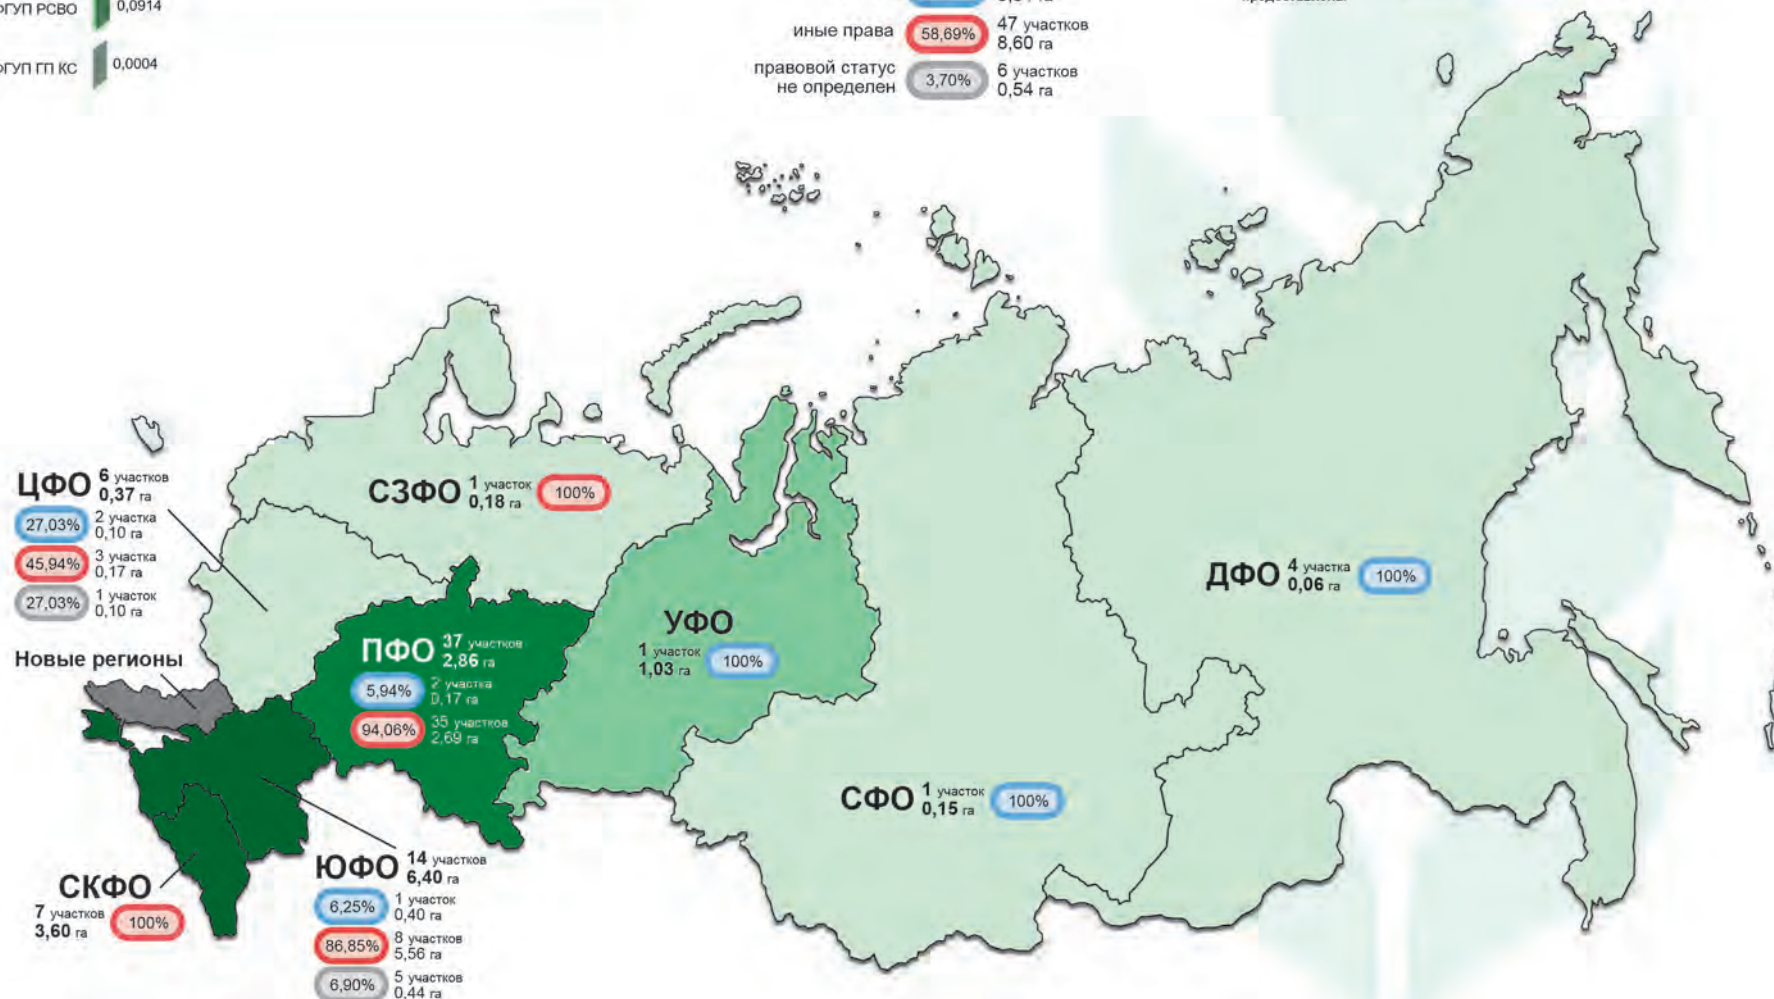 ФГУП РСВО 0,0914
ФГУП ГП КС 0,0004
иные права 58,69% 47 участков
8,60 га
правовой статус
не определен 3,70% 6 участков
0,54 га
ЦФО 6 участков
0,37 га
27,03% 2 участка
0,10 га
45,94% 3 участка
0,17 га
27,03% 1 участок
0,10 га
СЗФО 1 участок
0,18 га 100%
Новые регионы
ПФО 37 участков
2,86 га
5,94% 2 участка
0,17 га
94,06% 35 участков
2,69 га
УФО
1 участок
1,03 га 100%
ДФО 4 участка
0,06 га 100%
СФО 1 участок
0,15 га 100%
СКФО
7 участков
3,60 га 100%
ЮФО 14 участков
6,40 га
6,25% 1 участок
0,40 га
86,85% 8 участков
5,56 га
6,90% 5 участков
0,44 га